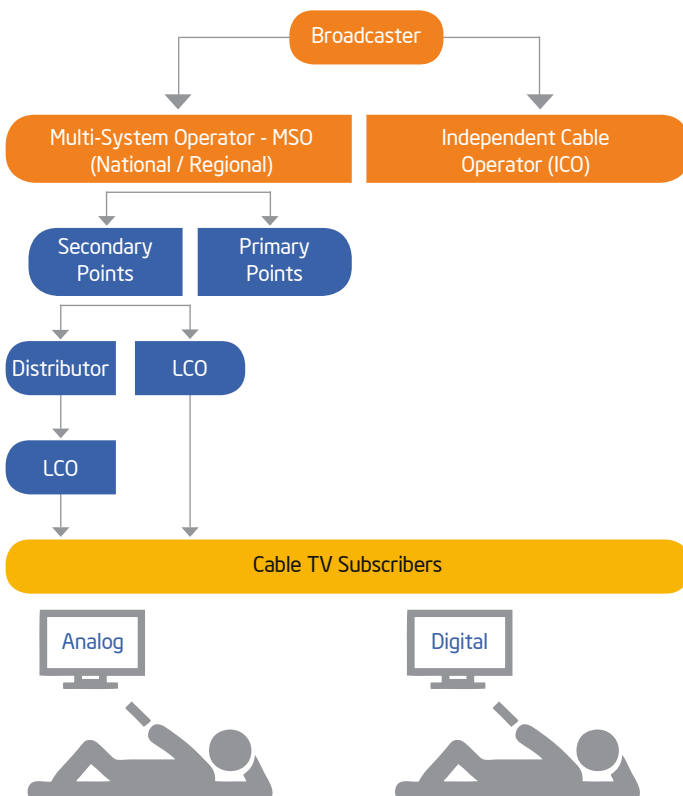 Broadcaster
Multi-System Operator - MSO
(National / Regional)
Independent Cable
Operator (ICO)
Secondary
Points
Primary
Points
Distributor
LCO
LCO
Cable TV Subscribers
Analog
Digital